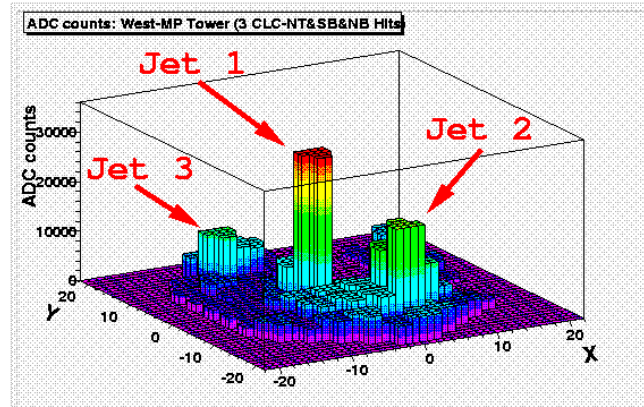 ADC counts: West-MP Tower (3 CLC-NT&SB&NB Hits)
Jet 1
Jet 2
Jet 3
ADC counts
30000
20000
10000
0
20
10
0
-10
-20
Y
-20
-10
0
10
20
X